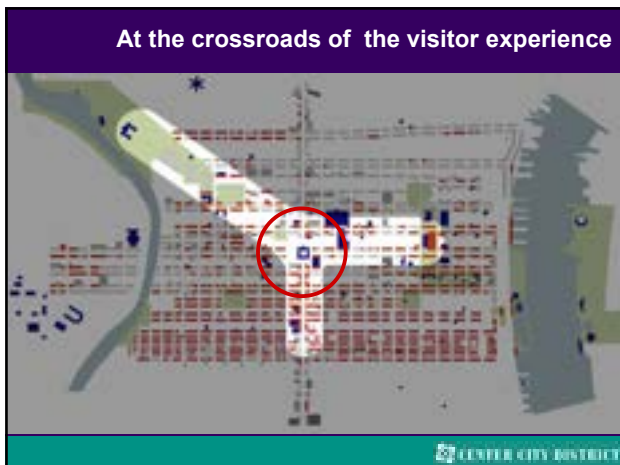 At the crossroads of the visitor experience
CENTER CITY DISTRICT